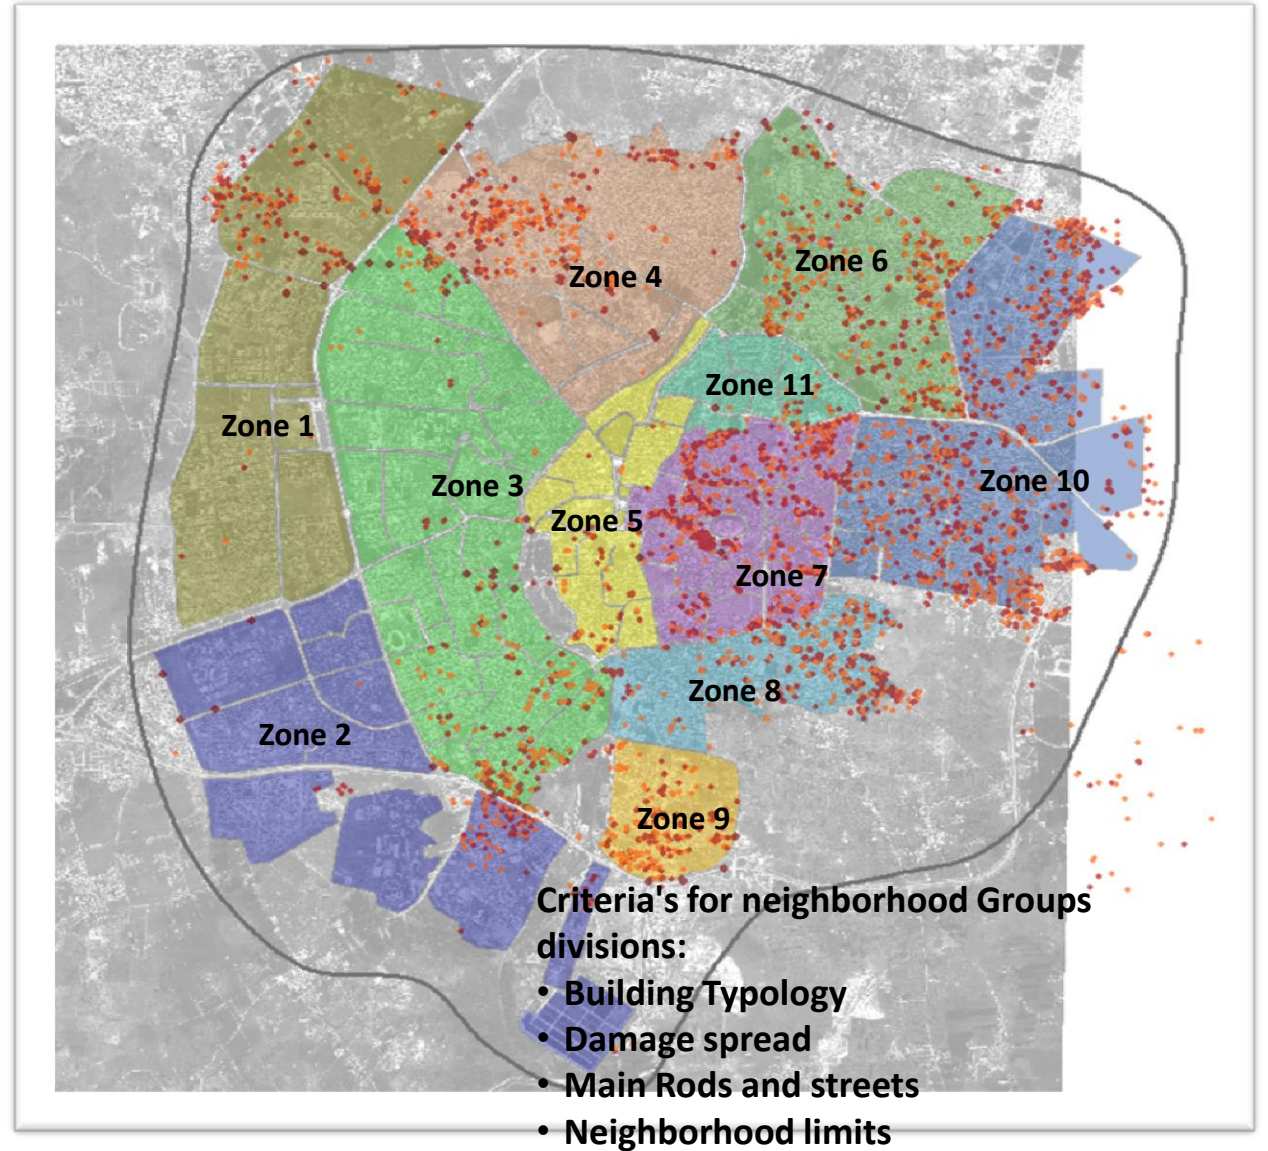 Zone 6
Zone 4
Zone 11
Zone 1
Zone 3
Zone 10
Zone 5
Zone 7
Zone 8
Zone 2
Zone 9
Criteria's for neighborhood Groups
divisions:
• Building Typology
• Damage spread
• Main Rods and streets
• Neighborhood limits